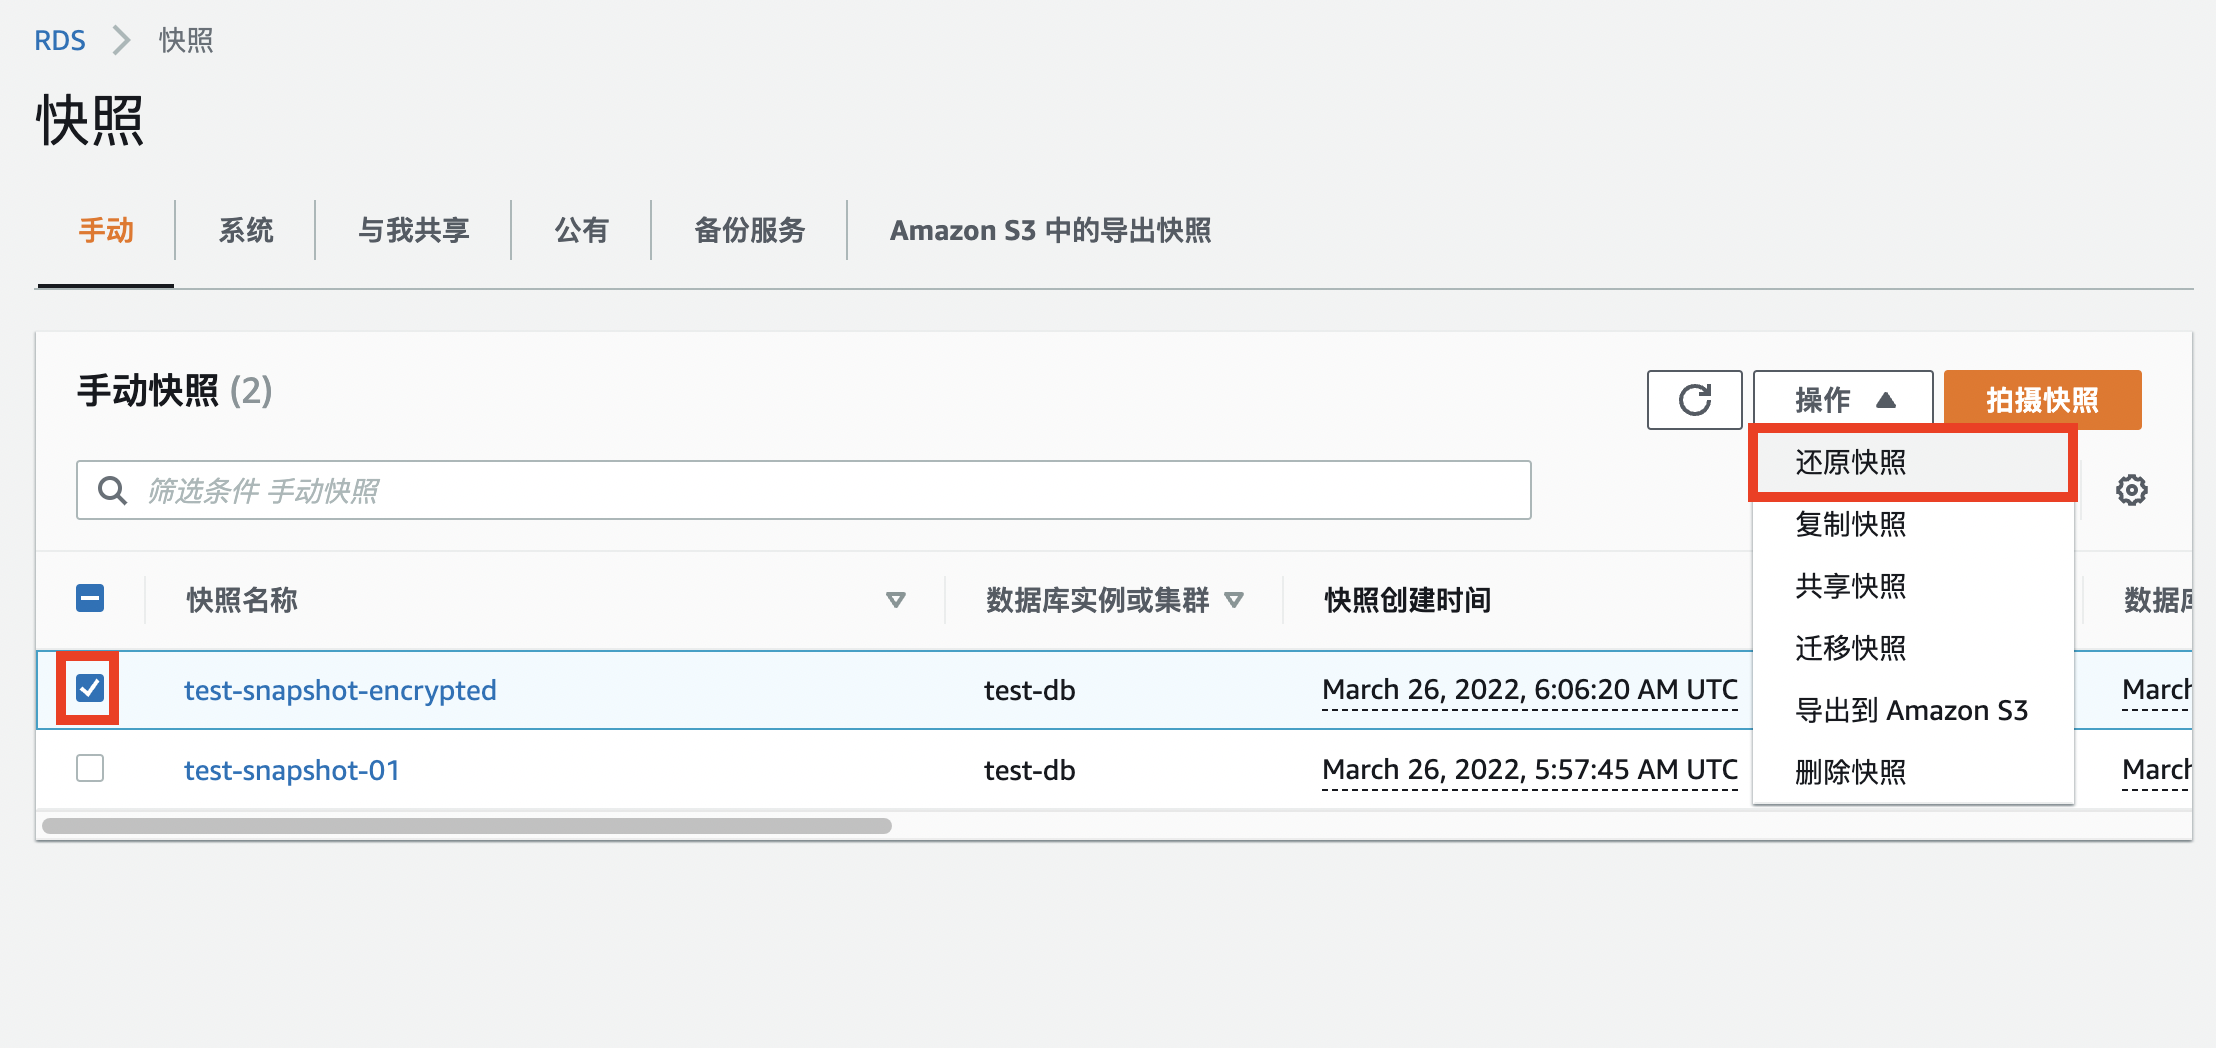 RDS 快照
快照
手动 系统 与我共享 公有 备份服务 Amazon S3 中的导出快照
手动快照 (2)
操作 拍摄快照
筛选条件 手动快照
还原快照
复制快照
共享快照
迁移快照
导出到 Amazon S3
删除快照
快照名称 数据库实例或集群 快照创建时间 数据库
test-snapshot-encrypted test-db March 26, 2022, 6:06:20 AM UTC March
test-snapshot-01 test-db March 26, 2022, 5:57:45 AM UTC March